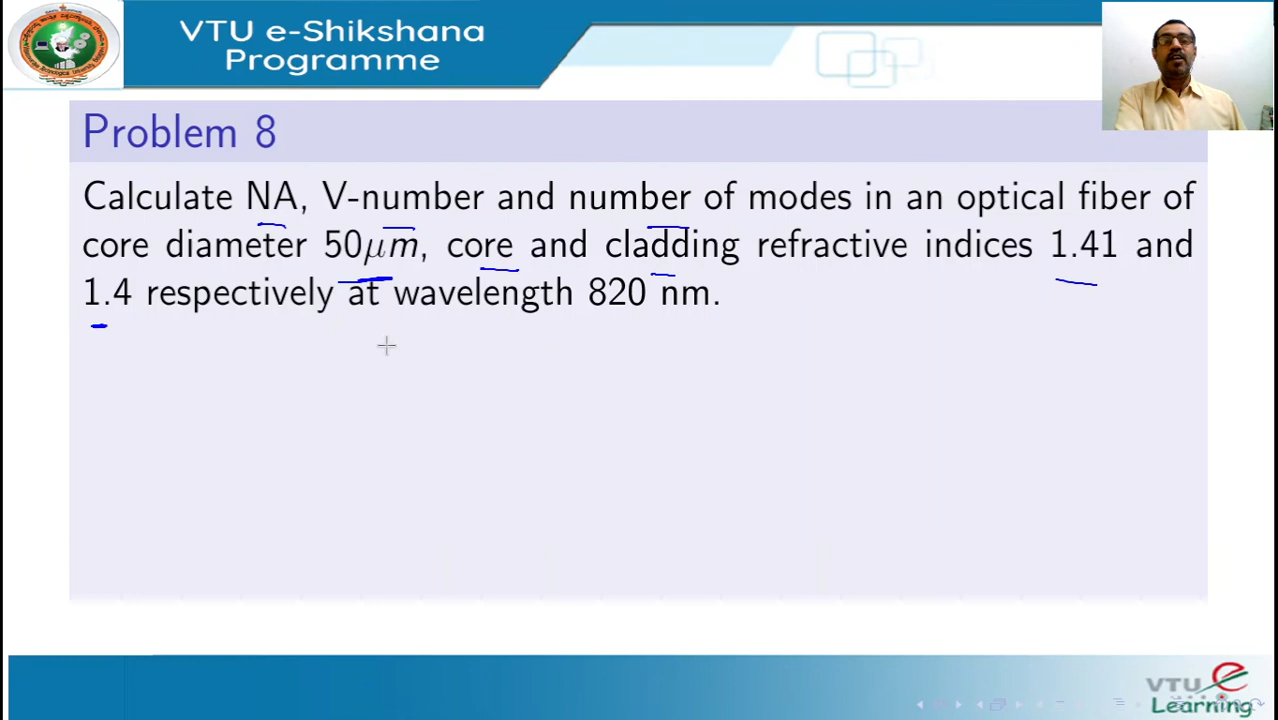 VTU e-Shikshana
Programme
Problem 8
Calculate NA, V-number and number of modes in an optical fiber of
core diameter 50μm, core and cladding refractive indices 1.41 and
1.4 respectively at wavelength 820 nm.
VTU e
Learning